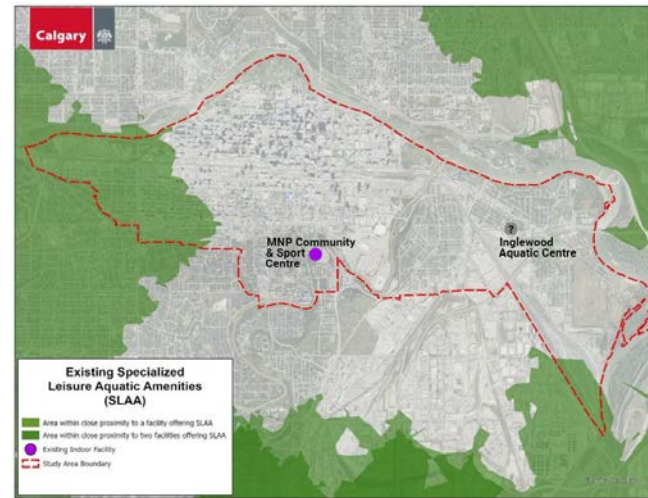 Calgary
MNP Community
& Sport
Centre
?
Inglewood
Aquatic Centre
Existing Specialized
Leisure Aquatic Amenities
(SLAA)
Area within close proximity to a facility offering SLAA
Area within close proximity to two facilities offering SLAA
Existing Indoor Facility
Study Area Boundary